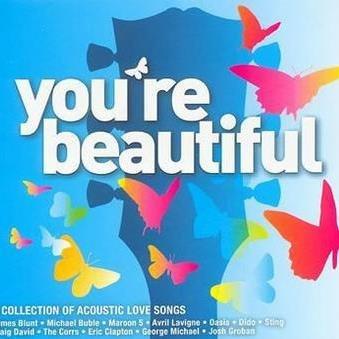 you're
beautiful
COLLECTION OF ACOUSTIC LOVE SONGS
mes Blunt • Michael Buble • Maroon 5 • Avril Lavigne • Oasis • Dido • Sting
aig David • The Corrs • Eric Clapton • George Michael • Josh Groban